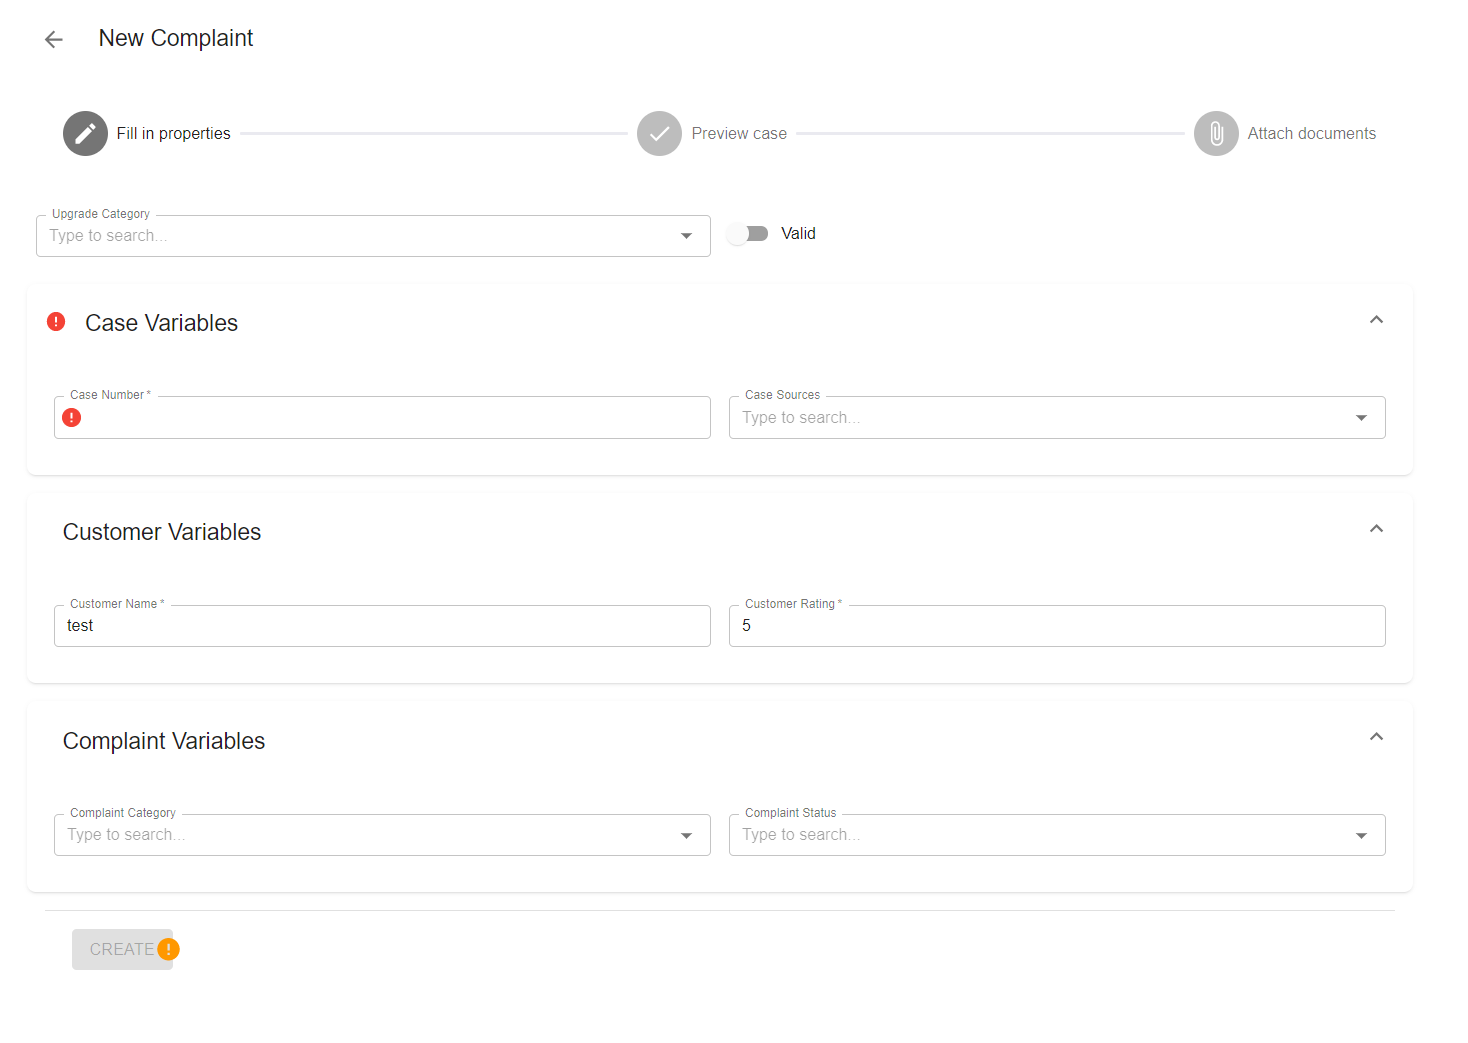 New Complaint
Fill in properties
Preview case
Attach documents
Upgrade Category
Type to search...
Valid
Case Variables
Case Number *
Case Sources
Type to search...
Customer Variables
Customer Name *
test
Customer Rating *
5
Complaint Variables
Complaint Category
Type to search...
Complaint Status
Type to search...
CREATE